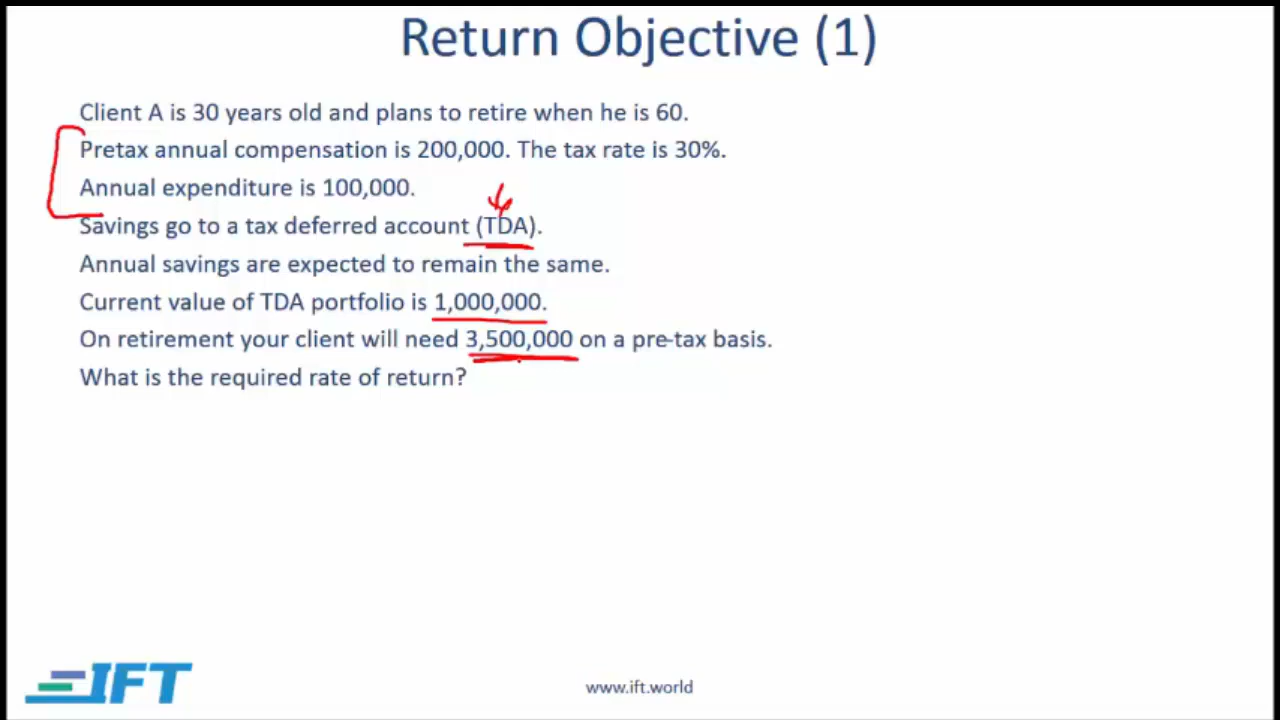 Return Objective (1)
Client A is 30 years old and plans to retire when he is 60.
Pretax annual compensation is 200,000. The tax rate is 30%.
Annual expenditure is 100,000.
Savings go to a tax deferred account (TDA).
Annual savings are expected to remain the same.
Current value of TDA portfolio is 1,000,000.
On retirement your client will need 3,500,000 on a pre-tax basis.
What is the required rate of return?
IFT
www.ift.world